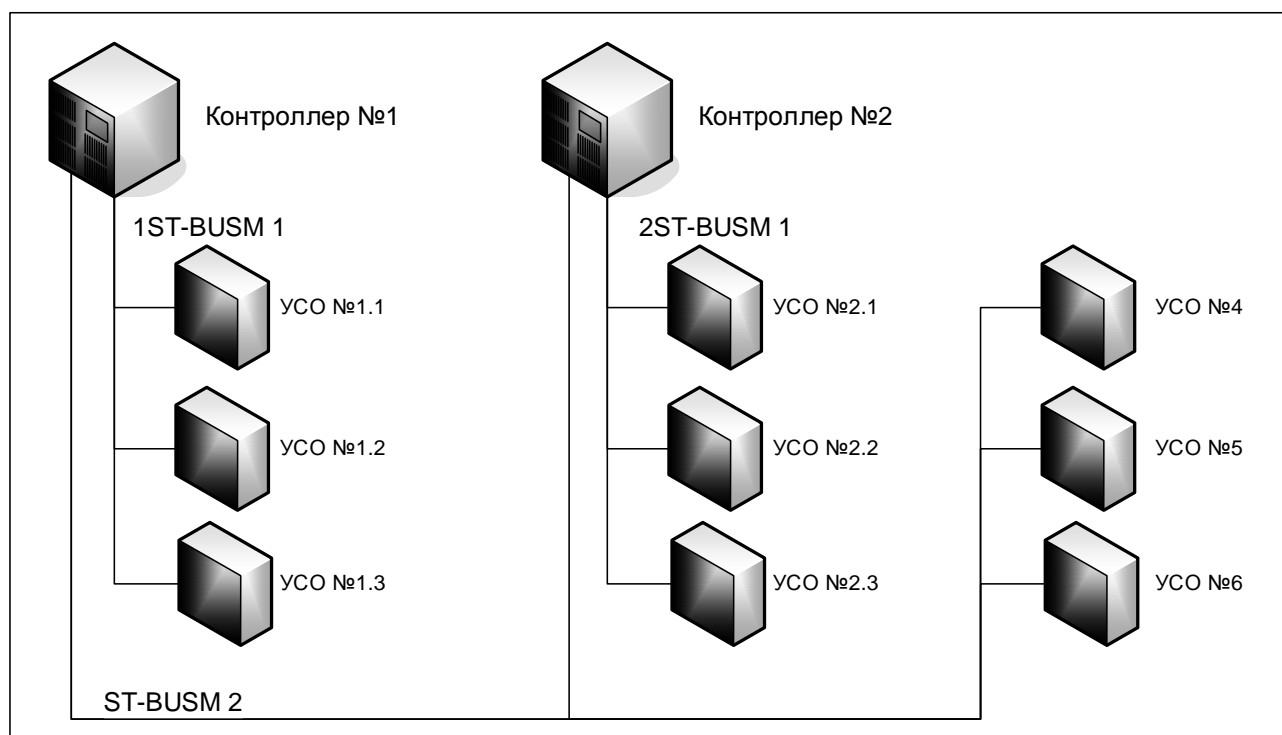 Контроллер №1
Контроллер №2
1ST-BUSM 1
2ST-BUSM 1
УСО №1.1
УСО №2.1
УСО №4
УСО №1.2
УСО №2.2
УСО №5
УСО №1.3
УСО №2.3
УСО №6
ST-BUSM 2